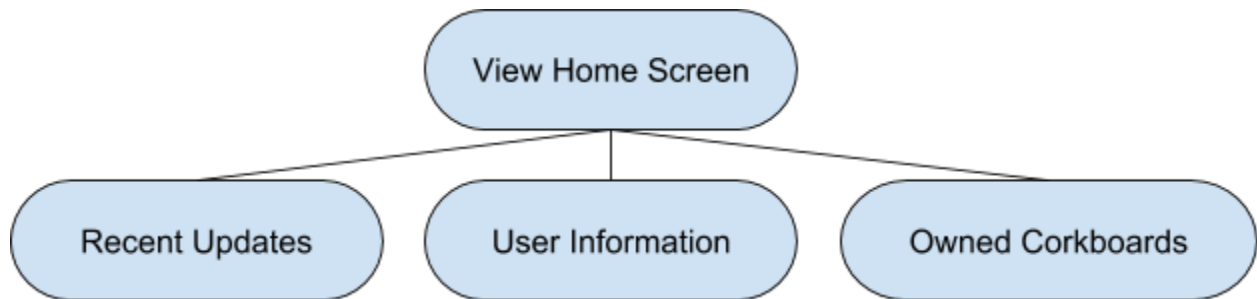 View Home Screen
Recent Updates
User Information
Owned Corkboards